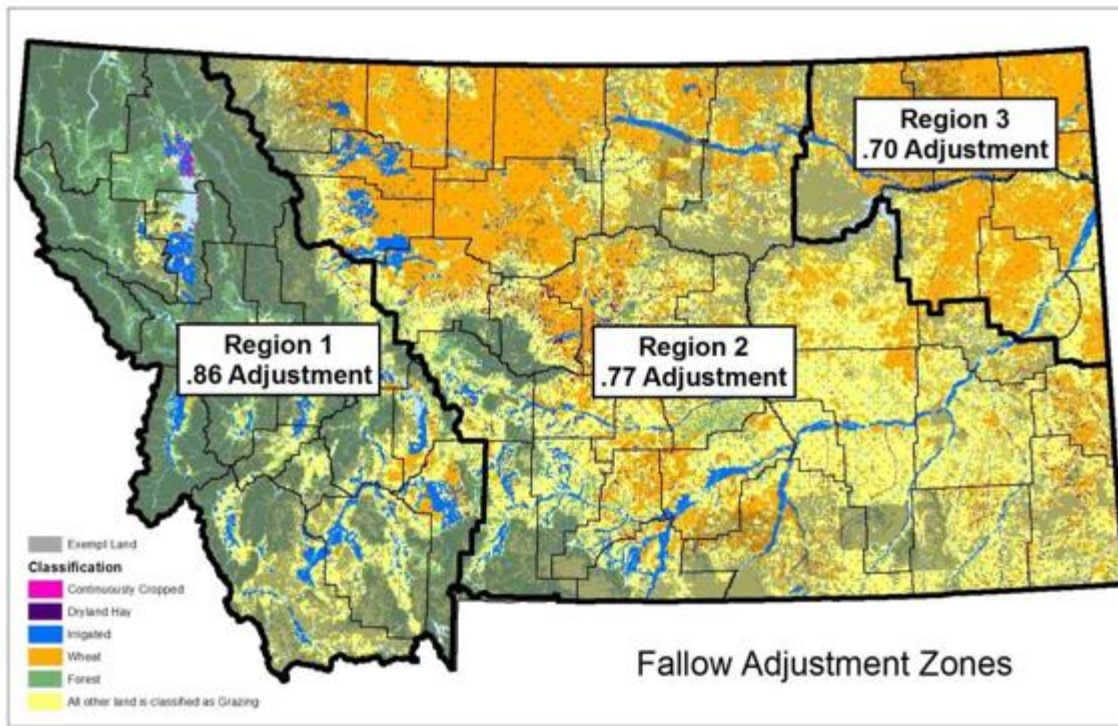 Region 3
.70 Adjustment
Region 1
.86 Adjustment
Region 2
.77 Adjustment
Exempt Land
Classification
Continuously Cropped
Dryland Hay
Irrigated
Wheat
Forest
All other land is classified as Grazing
Fallow Adjustment Zones